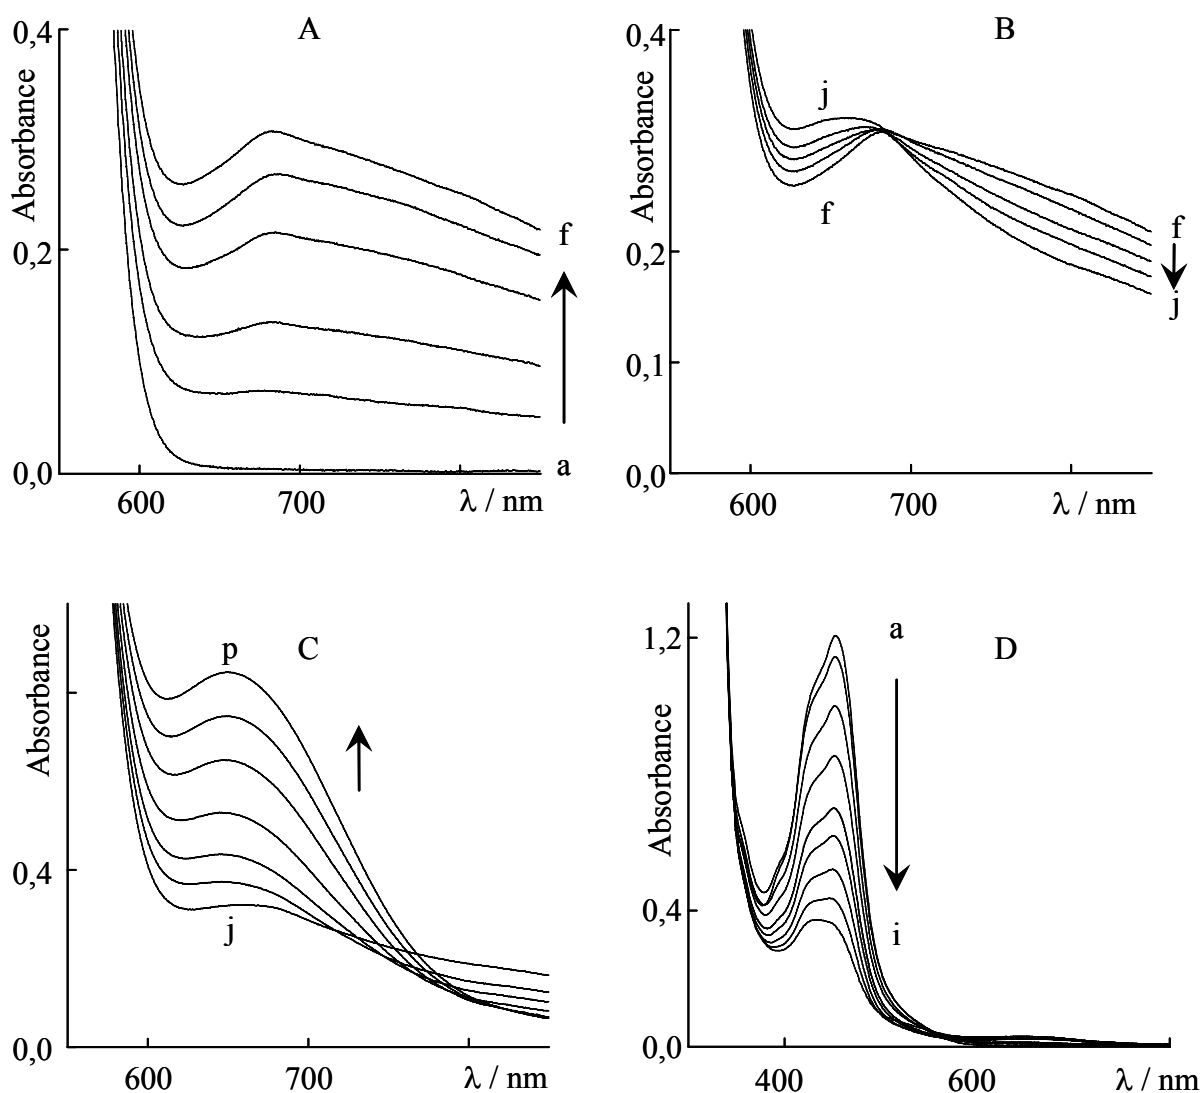 A
0,4
Absorbance
f
0,2
0,0
a
600
700
λ / nm
B
0,4
Absorbance
j
f
f
j
0,2
0,1
0,0
600
700
λ / nm
C
p
Absorbance
j
0,4
0,0
600
700
λ / nm
D
a
1,2
Absorbance
0,4
i
0,0
400
600
λ / nm